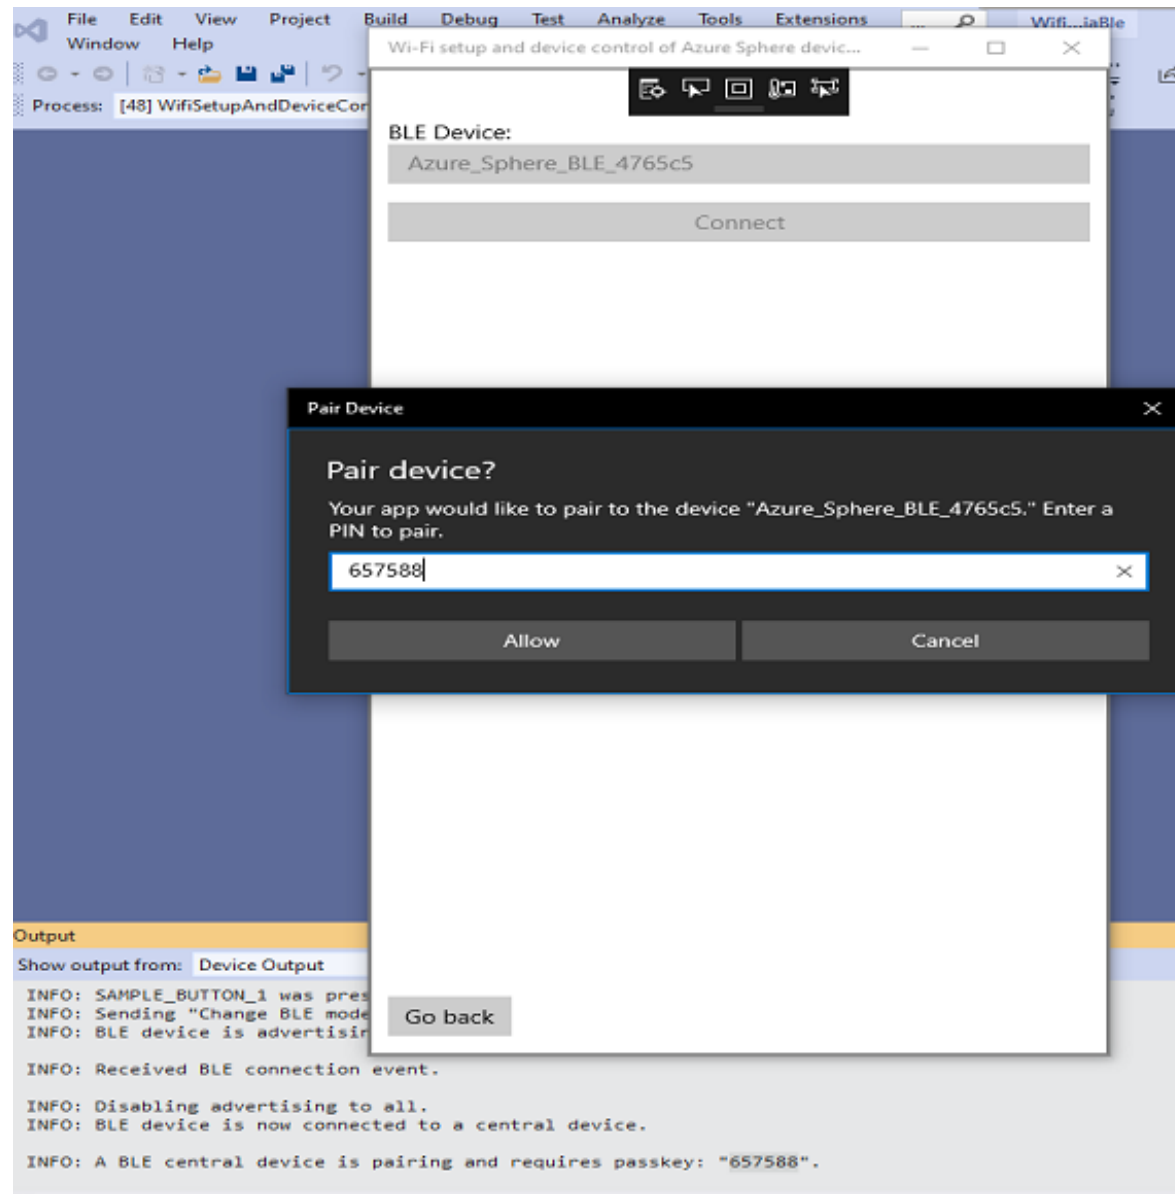 File Edit View Project Build Debug Test Analyze Tools Extensions ... Wifi...iaBle
Window Help
Wi-Fi setup and device control of Azure Sphere devic...
Process: [48] WifiSetupAndDeviceCor
BLE Device:
Azure_Sphere_BLE_4765c5
Connect
Pair Device
Pair device?
Your app would like to pair to the device "Azure_Sphere_BLE_4765c5." Enter a
PIN to pair.
657588
Allow Cancel
Output
Show output from: Device Output
INFO: SAMPLE_BUTTON_1 was pres
INFO: Sending "Change BLE mode
INFO: BLE device is advertisin
Go back
INFO: Received BLE connection event.
INFO: Disabling advertising to all.
INFO: BLE device is now connected to a central device.
INFO: A BLE central device is pairing and requires passkey: "657588".